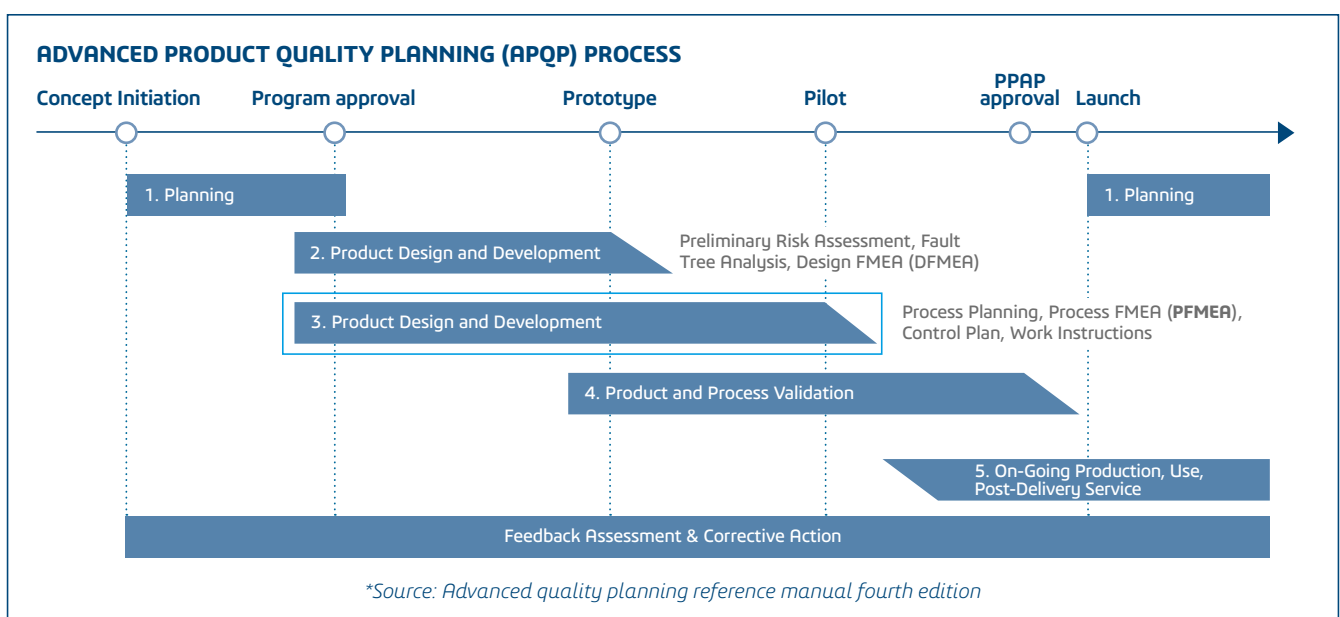 ADVANCED PRODUCT QUALITY PLANNING (APQP) PROCESS
Concept Initiation
Program approval
Prototype
Pilot
PPAP
approval
Launch
1. Planning
1. Planning
2. Product Design and Development
Preliminary Risk Assessment, Fault
Tree Analysis, Design FMEA (DFMEA)
3. Product Design and Development
Process Planning, Process FMEA (PFMEA),
Control Plan, Work Instructions
4. Product and Process Validation
5. On-Going Production, Use,
Post-Delivery Service
Feedback Assessment & Corrective Action
*Source: Advanced quality planning reference manual fourth edition